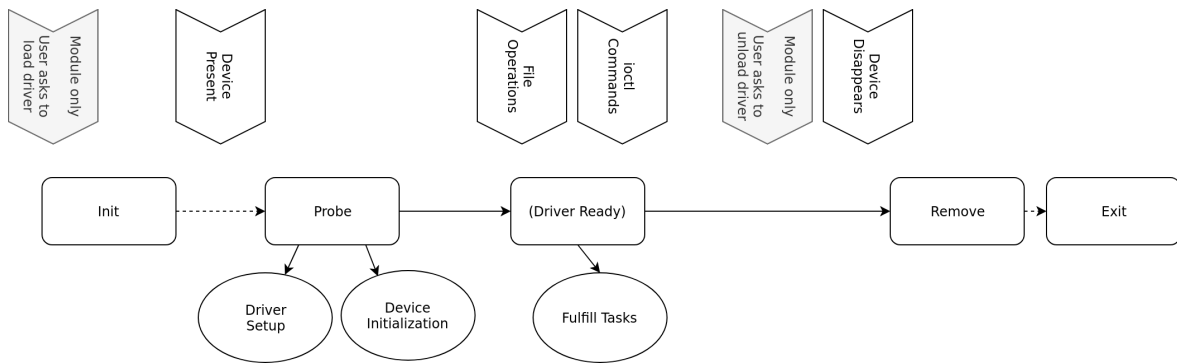 Module only
User asks to
load driver
Device
Present
File
Operations
ioctl
Commands
Module only
User asks to
unload driver
Device
Disappears
Init
Probe
(Driver Ready)
Remove
Exit
Driver
Setup
Device
Initialization
Fulfill Tasks